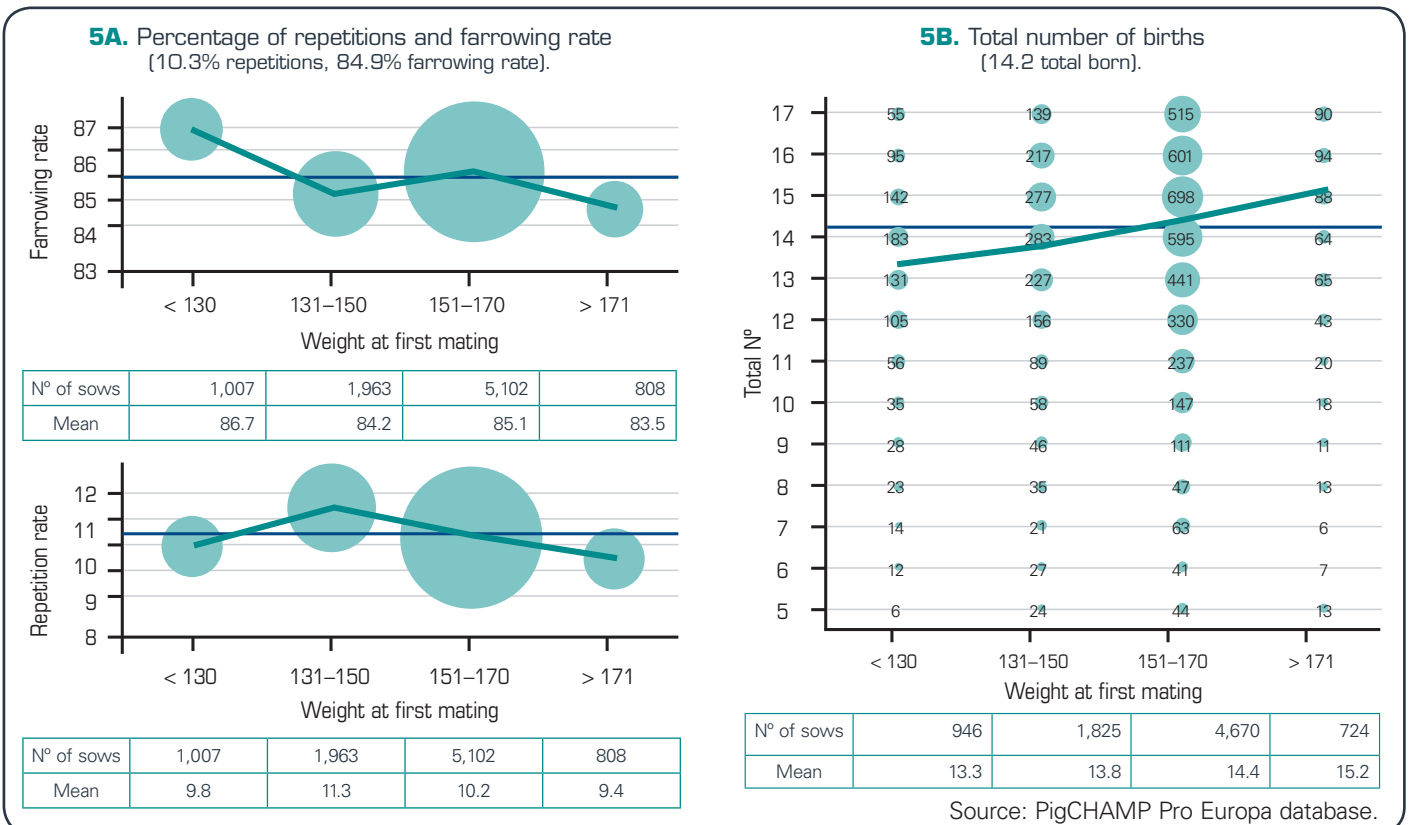 5A. Percentage of repetitions and farrowing rate
(10.3% repetitions, 84.9% farrowing rate).
Farrowing rate
87
86
86
85
84
83
< 130 131–150 151–170 > 171
Weight at first mating
Nº of sows 1,007 1,963 5,102 808
Mean 86.7 84.2 85.1 83.5
Repetition rate
12
11
10
9
8
< 130 131–150 151–170 > 171
Weight at first mating
Nº of sows 1,007 1,963 5,102 808
Mean 9.8 11.3 10.2 9.4
5B. Total number of births
(14.2 total born).
Total Nº
17 55 139 515 90
16 95 217 601 94
15 142 277 698 88
14 183 283 595 64
13 131 227 441 65
12 105 156 330 43
11 56 89 237 20
10 35 58 147 18
9 28 46 111 11
8 23 35 47 13
7 14 21 63 6
6 12 27 41 7
5 6 24 44 13
< 130 131–150 151–170 > 171
Weight at first mating
Nº of sows 946 1,825 4,670 724
Mean 13.3 13.8 14.4 15.2
Source: PigCHAMP Pro Europa database.